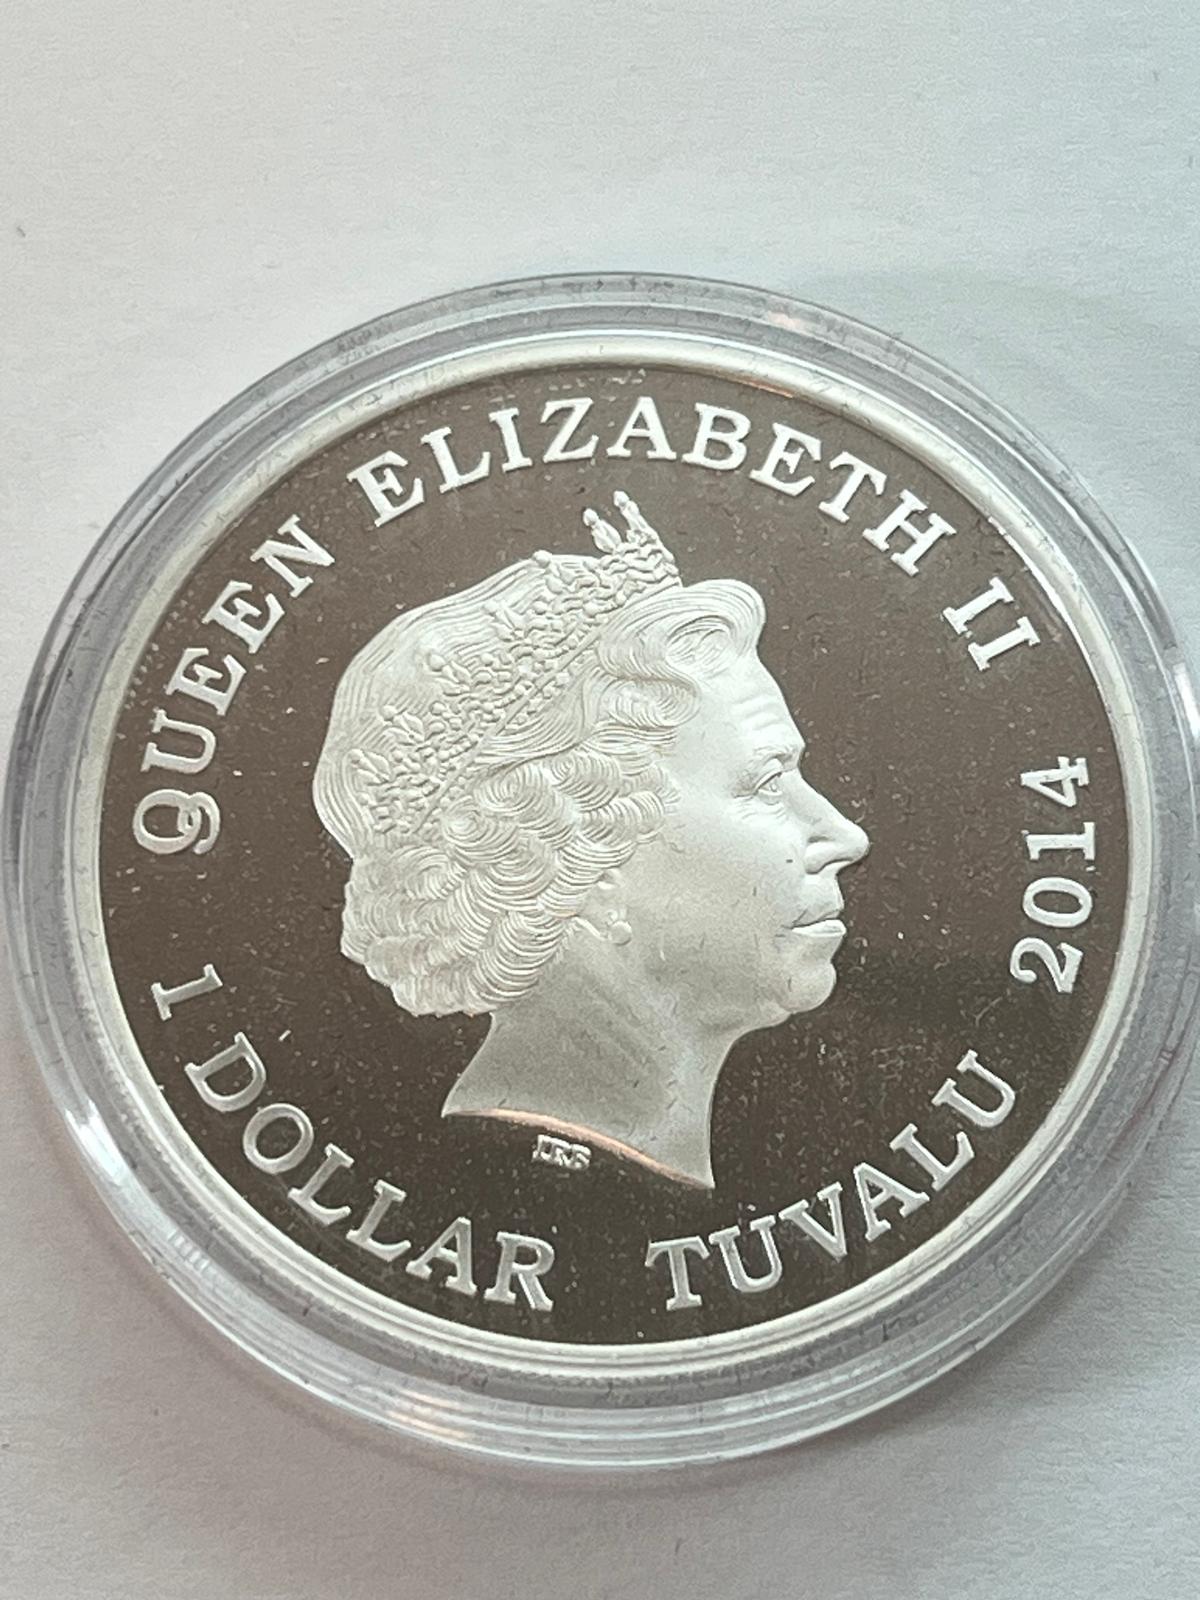 QUEEN ELIZABETH II 2014
1 DOLLAR TUVALU
IRB